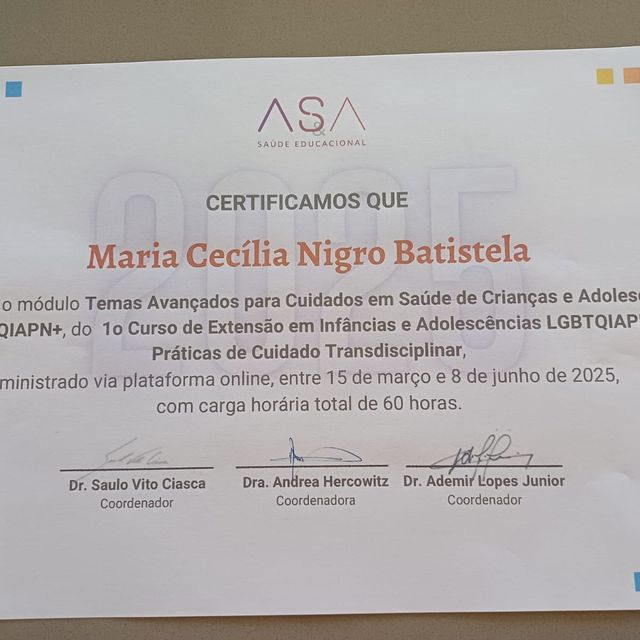 ASA
&
SAÚDE EDUCACIONAL
2025
CERTIFICAMOS QUE
Maria Cecília Nigro Batistela
o módulo Temas Avançados para Cuidados em Saúde de Crianças e Adoles
QIAPN+, do 1o Curso de Extensão em Infâncias e Adolescências LGBTQIAP
Práticas de Cuidado Transdisciplinar,
ministrado via plataforma online, entre 15 de março e 8 de junho de 2025,
com carga horária total de 60 horas.
Dr. Saulo Vito Ciasca Dra. Andrea Hercowitz Dr. Ademir Lopes Junior
Coordenador Coordenadora Coordenador